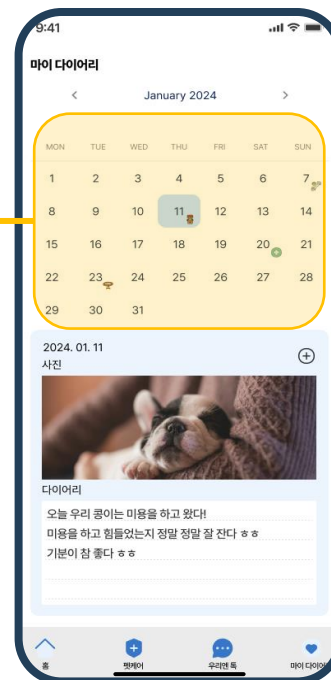 9:41
마이 다이어리
< January 2024 >
MON TUE WED THU FRI SAT SUN
1 2 3 4 5 6 7
8 9 10 11 12 13 14
15 16 17 18 19 20 21
22 23 24 25 26 27 28
29 30 31
2024. 01. 11
사진
다이어리
오늘 우리 콩이는 미용을 하고 왔다!
미용을 하고 힘들었는지 정말 정말 잘 잔다 ㅎㅎ
기분이 참 좋다 ㅎㅎ
홈 펫케어 우리엔 톡 마이 다이어리